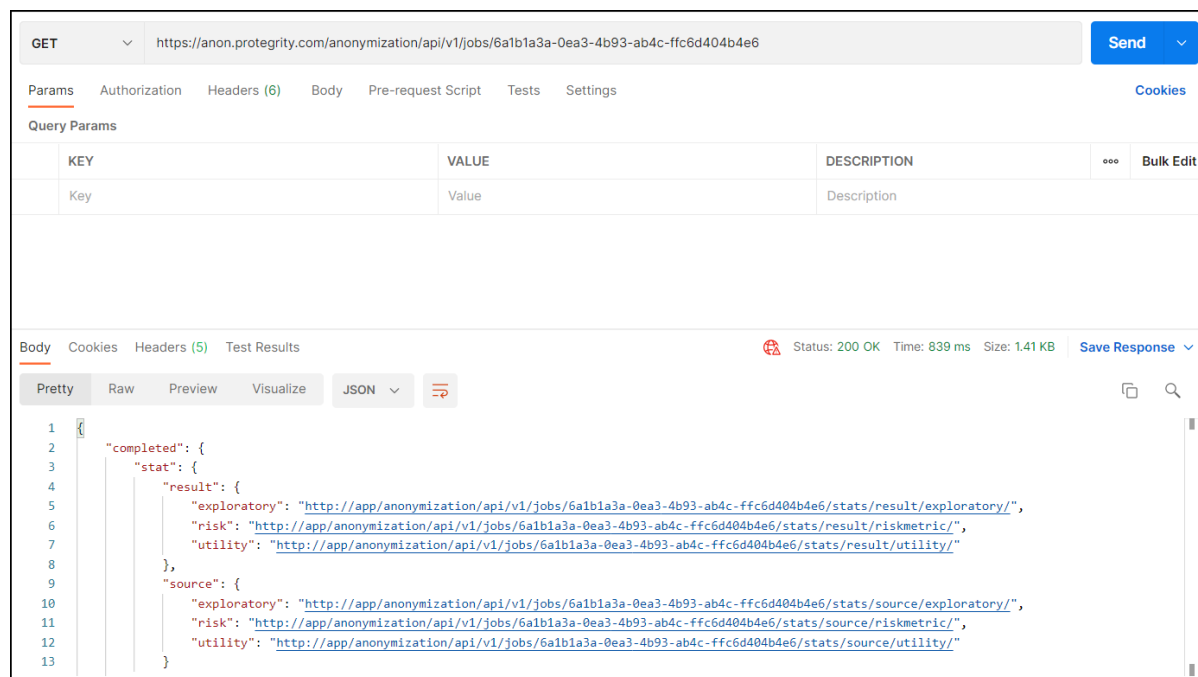 GET https://anon.protegrity.com/anonymization/api/v1/jobs/6a1b1a3a-0ea3-4b93-ab4c-ffc6d404b4e6 Send
Params Authorization Headers (6) Body Pre-request Script Tests Settings Cookies
Query Params
KEY VALUE DESCRIPTION ooo Bulk Edit
Key Value Description
Body Cookies Headers (5) Test Results Status: 200 OK Time: 839 ms Size: 1.41 KB Save Response
Pretty Raw Preview Visualize JSON
1 {
2 "completed": {
3 "stat": {
4 "result": {
5 "exploratory": "http://app/anonymization/api/v1/jobs/6a1b1a3a-0ea3-4b93-ab4c-ffc6d404b4e6/stats/result/exploratory/",
6 "risk": "http://app/anonymization/api/v1/jobs/6a1b1a3a-0ea3-4b93-ab4c-ffc6d404b4e6/stats/result/riskmetric/",
7 "utility": "http://app/anonymization/api/v1/jobs/6a1b1a3a-0ea3-4b93-ab4c-ffc6d404b4e6/stats/result/utility/"
8 },
9 "source": {
10 "exploratory": "http://app/anonymization/api/v1/jobs/6a1b1a3a-0ea3-4b93-ab4c-ffc6d404b4e6/stats/source/exploratory/",
11 "risk": "http://app/anonymization/api/v1/jobs/6a1b1a3a-0ea3-4b93-ab4c-ffc6d404b4e6/stats/source/riskmetric/",
12 "utility": "http://app/anonymization/api/v1/jobs/6a1b1a3a-0ea3-4b93-ab4c-ffc6d404b4e6/stats/source/utility/"
13 }